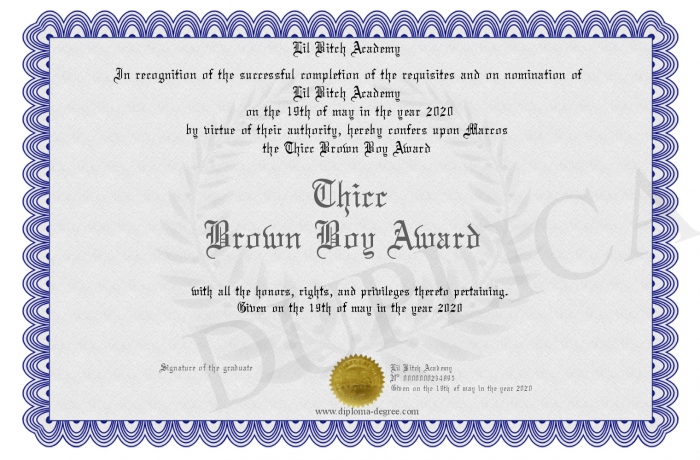 Lil Bitch Academy
In recognition of the successful completion of the requisites and on nomination of
Lil Bitch Academy
on the 19th of may in the year 2020
by virtue of their authority, hereby confers upon Marcos
the Thicc Brown Boy Award
Thicc
Brown Boy Award
with all the honors, rights, and privileges thereto pertaining.
Given on the 19th of may in the year 2020
DUPLICA
Signature of the graduate
Lil Bitch Academy
Nº 0000000254093
Given on the 19th of may in the year 2020
www.diploma-degree.com